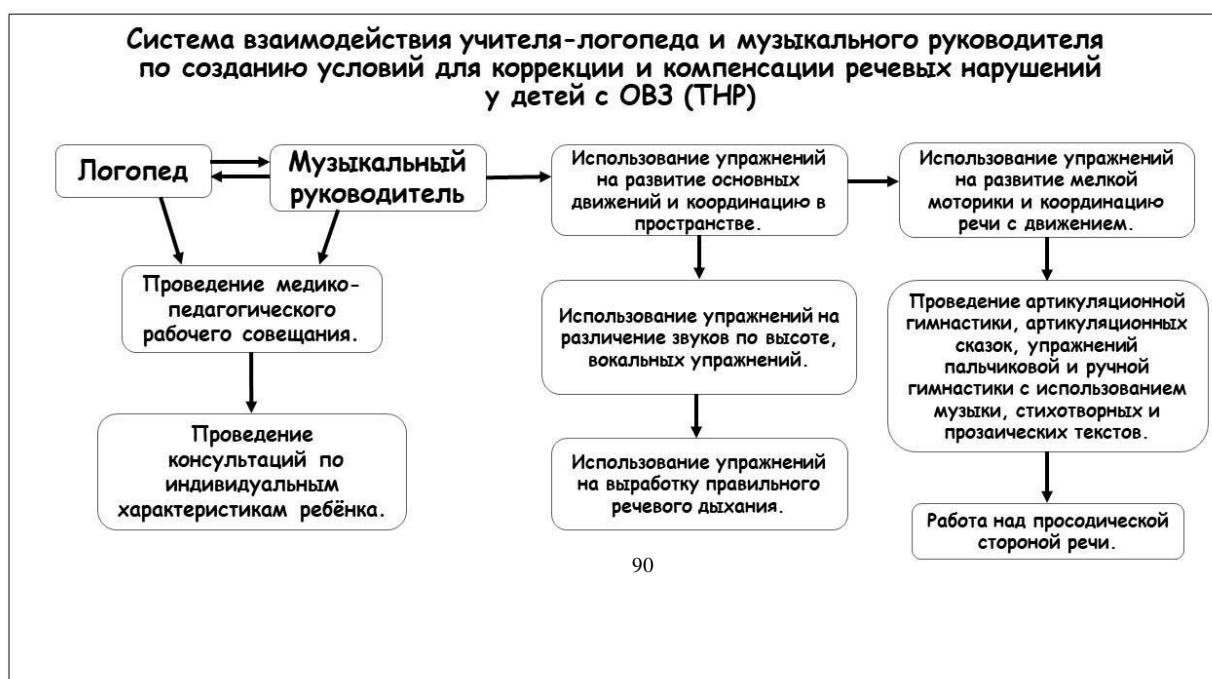 Система взаимодействия учителя-логопеда и музыкального руководителя
по созданию условий для коррекции и компенсации речевых нарушений
у детей с ОВЗ (ТНР)
Логопед
Музыкальный
руководитель
Использование упражнений
на развитие основных
движений и координацию в
пространстве.
Использование упражнений
на развитие мелкой
моторики и координацию
речи с движением.
Проведение медико-
педагогического
рабочего совещания.
Использование упражнений на
различение звуков по высоте,
вокальных упражнений.
Проведение артикуляционной
гимнастики, артикуляционных
сказок, упражнений
пальчиковой и ручной
гимнастики с использованием
музыки, стихотворных и
прозаических текстов.
Проведение
консультаций по
индивидуальным
характеристикам ребёнка.
Использование упражнений
на выработку правильного
речевого дыхания.
Работа над просодической
стороной речи.
90